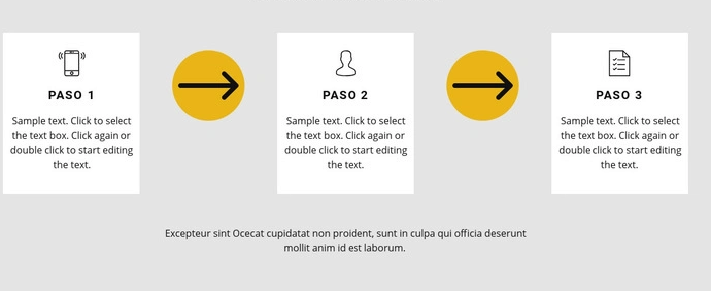 PASO 1
Sample text. Click to select
the text box. Click again or
double click to start editing
the text.
PASO 2
Sample text. Click to select
the text box. Click again or
double click to start editing
the text.
PASO 3
Sample text. Click to select
the text box. Click again or
double click to start editing
the text.
Excepteur sint Ocecat cupidatat non proident, sunt in culpa qui officia deserunt
mollit anim id est laborum.